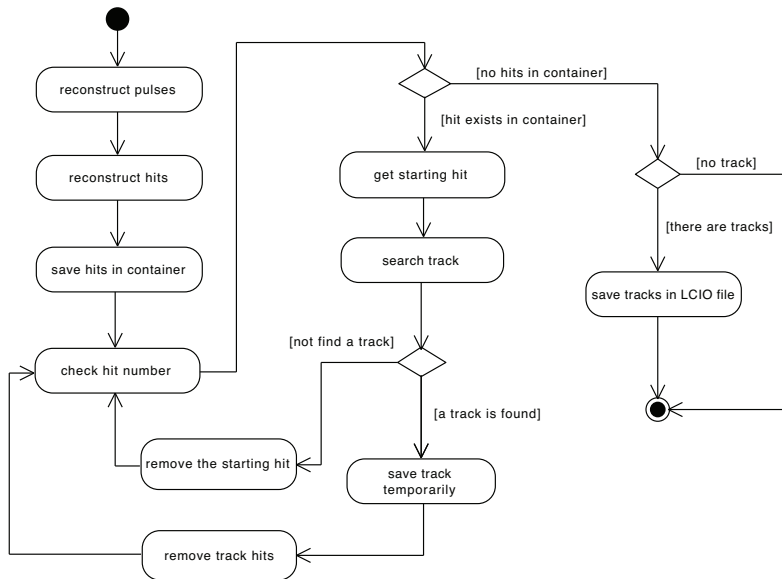 reconstruct pulses
reconstruct hits
save hits in container
check hit number
[no hits in container]
[hit exists in container]
get starting hit
search track
[not find a track]
[a track is found]
remove the starting hit
save track
temporarily
remove track hits
[no track]
[there are tracks]
save tracks in LCIO file